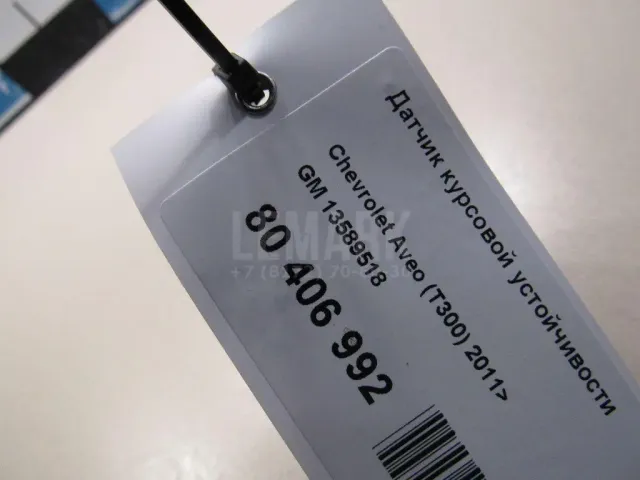 Датчик курсовой устойчивости
Chevrolet Aveo (T300) 2011>
GM 13589518
80 406 992